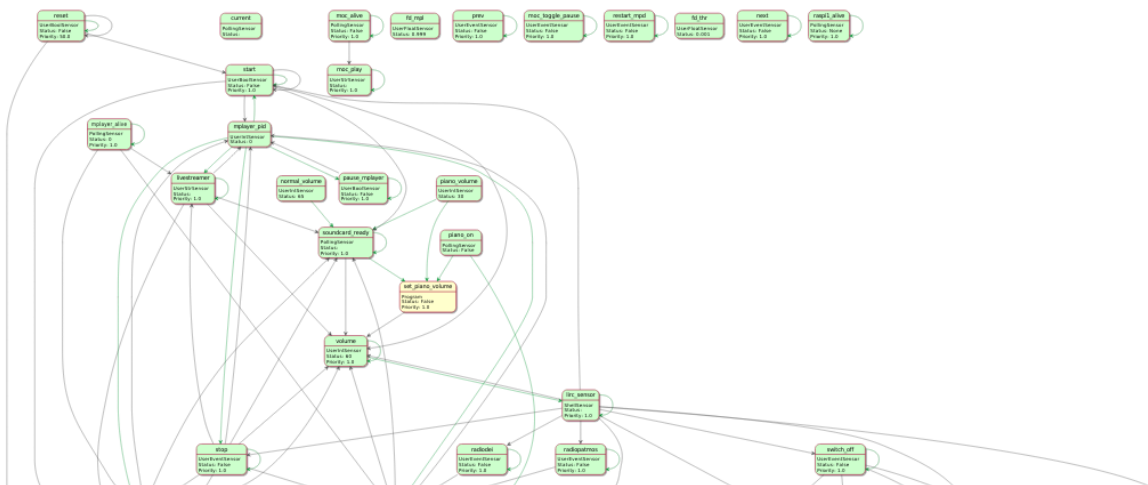 reset
UserBoolSensor
Status: False
Priority: 50.0
current
PollingSensor
Status:
moc_alive
PollingSensor
Status: False
Priority: 1.0
fd_mpl
UserFloatSensor
Status: 0.999
prev
UserEventSensor
Status: False
Priority: 1.0
moc_toggle_pause
UserEventSensor
Status: False
Priority: 1.0
restart_mpd
UserEventSensor
Status: False
Priority: 1.0
fd_thr
UserFloatSensor
Status: 0.001
next
UserEventSensor
Status: False
Priority: 1.0
raspi1_alive
PollingSensor
Status: None
Priority: 1.0
start
UserBoolSensor
Status: False
Priority: 1.0
moc_play
UserStrSensor
Status:
Priority: 1.0
mplayer_alive
PollingSensor
Status: 0
Priority: 1.0
mplayer_pid
UserIntSensor
Status: 0
livestreamer
UserStrSensor
Status: False
Priority: 1.0
normal_volume
UserIntSensor
Status: 65
pause_mplayer
UserBoolSensor
Status: False
Priority: 1.0
piano_volume
UserIntSensor
Status: 30
soundcard_ready
PollingSensor
Status:
Priority: 1.0
piano_on
PollingSensor
Status: False
set_piano_volume
Program
Status: False
Priority: 1.0
volume
UserIntSensor
Status: 60
Priority: 1.0
lirc_sensor
ShellSensor
Status:
Priority: 1.0
stop
UserEventSensor
Status: False
Priority: 1.0
radiodei
UserEventSensor
Status: False
Priority: 1.0
radiopatmos
UserEventSensor
Status: False
Priority: 1.0
switch_off
UserEventSensor
Status: False
Priority: 1.0